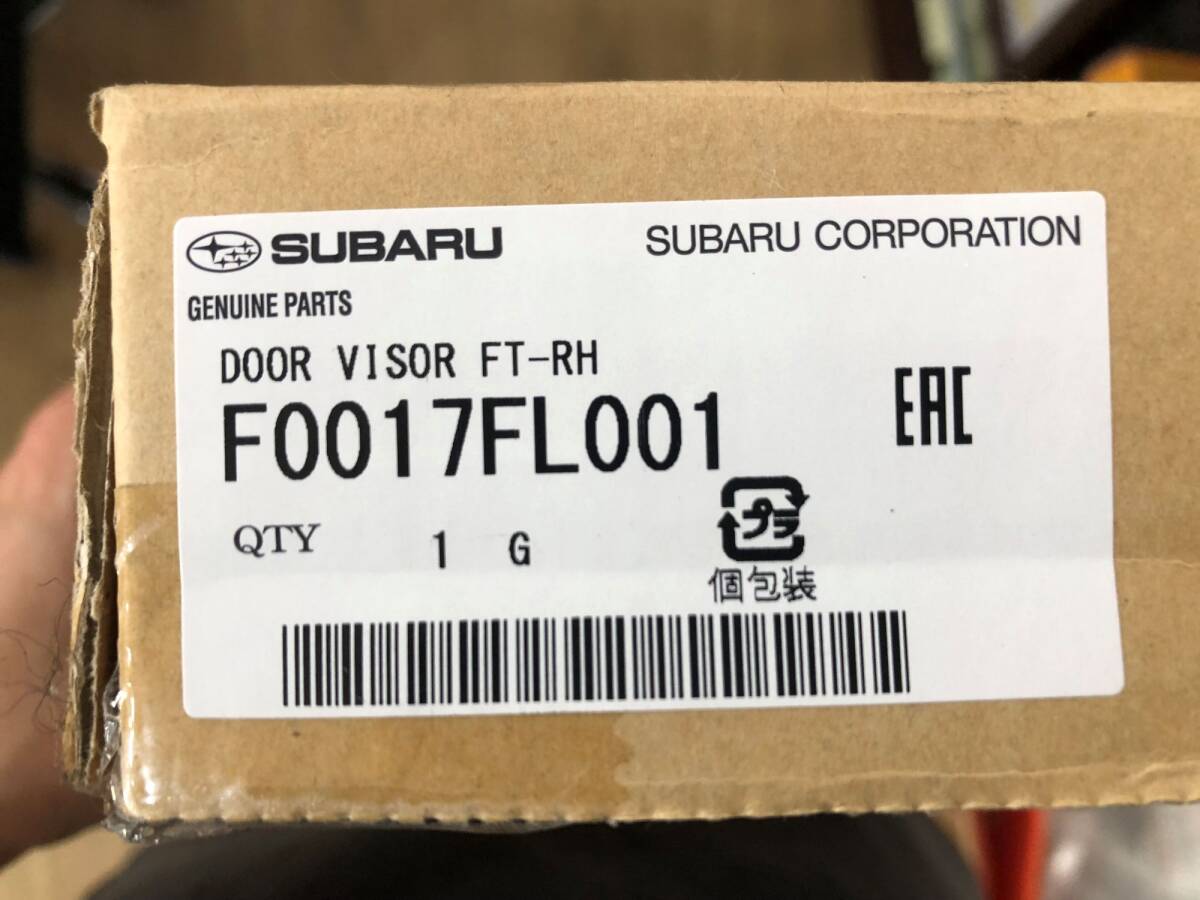 SUBARU SUBARU CORPORATION
GENUINE PARTS
DOOR VISOR FT-RH
F0017FL001
EAC
QTY 1 G
プラ
個包装